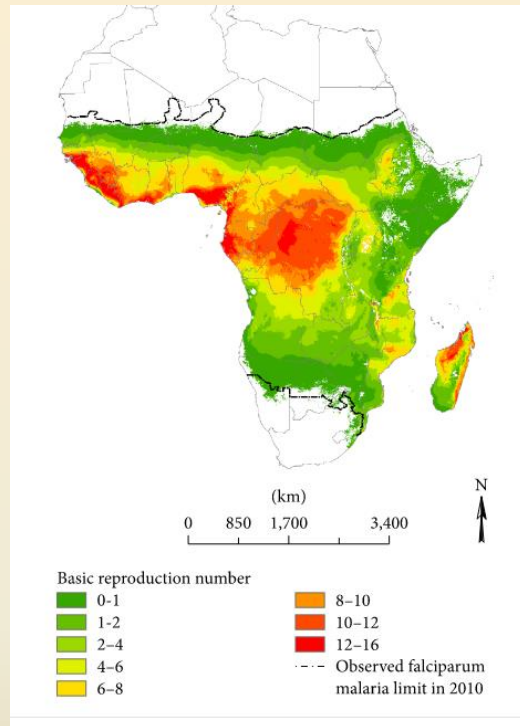 (km)
N
0 850 1,700 3,400
Basic reproduction number
0-1
1-2
2–4
4–6
6–8
8–10
10–12
12–16
Observed falciparum
malaria limit in 2010